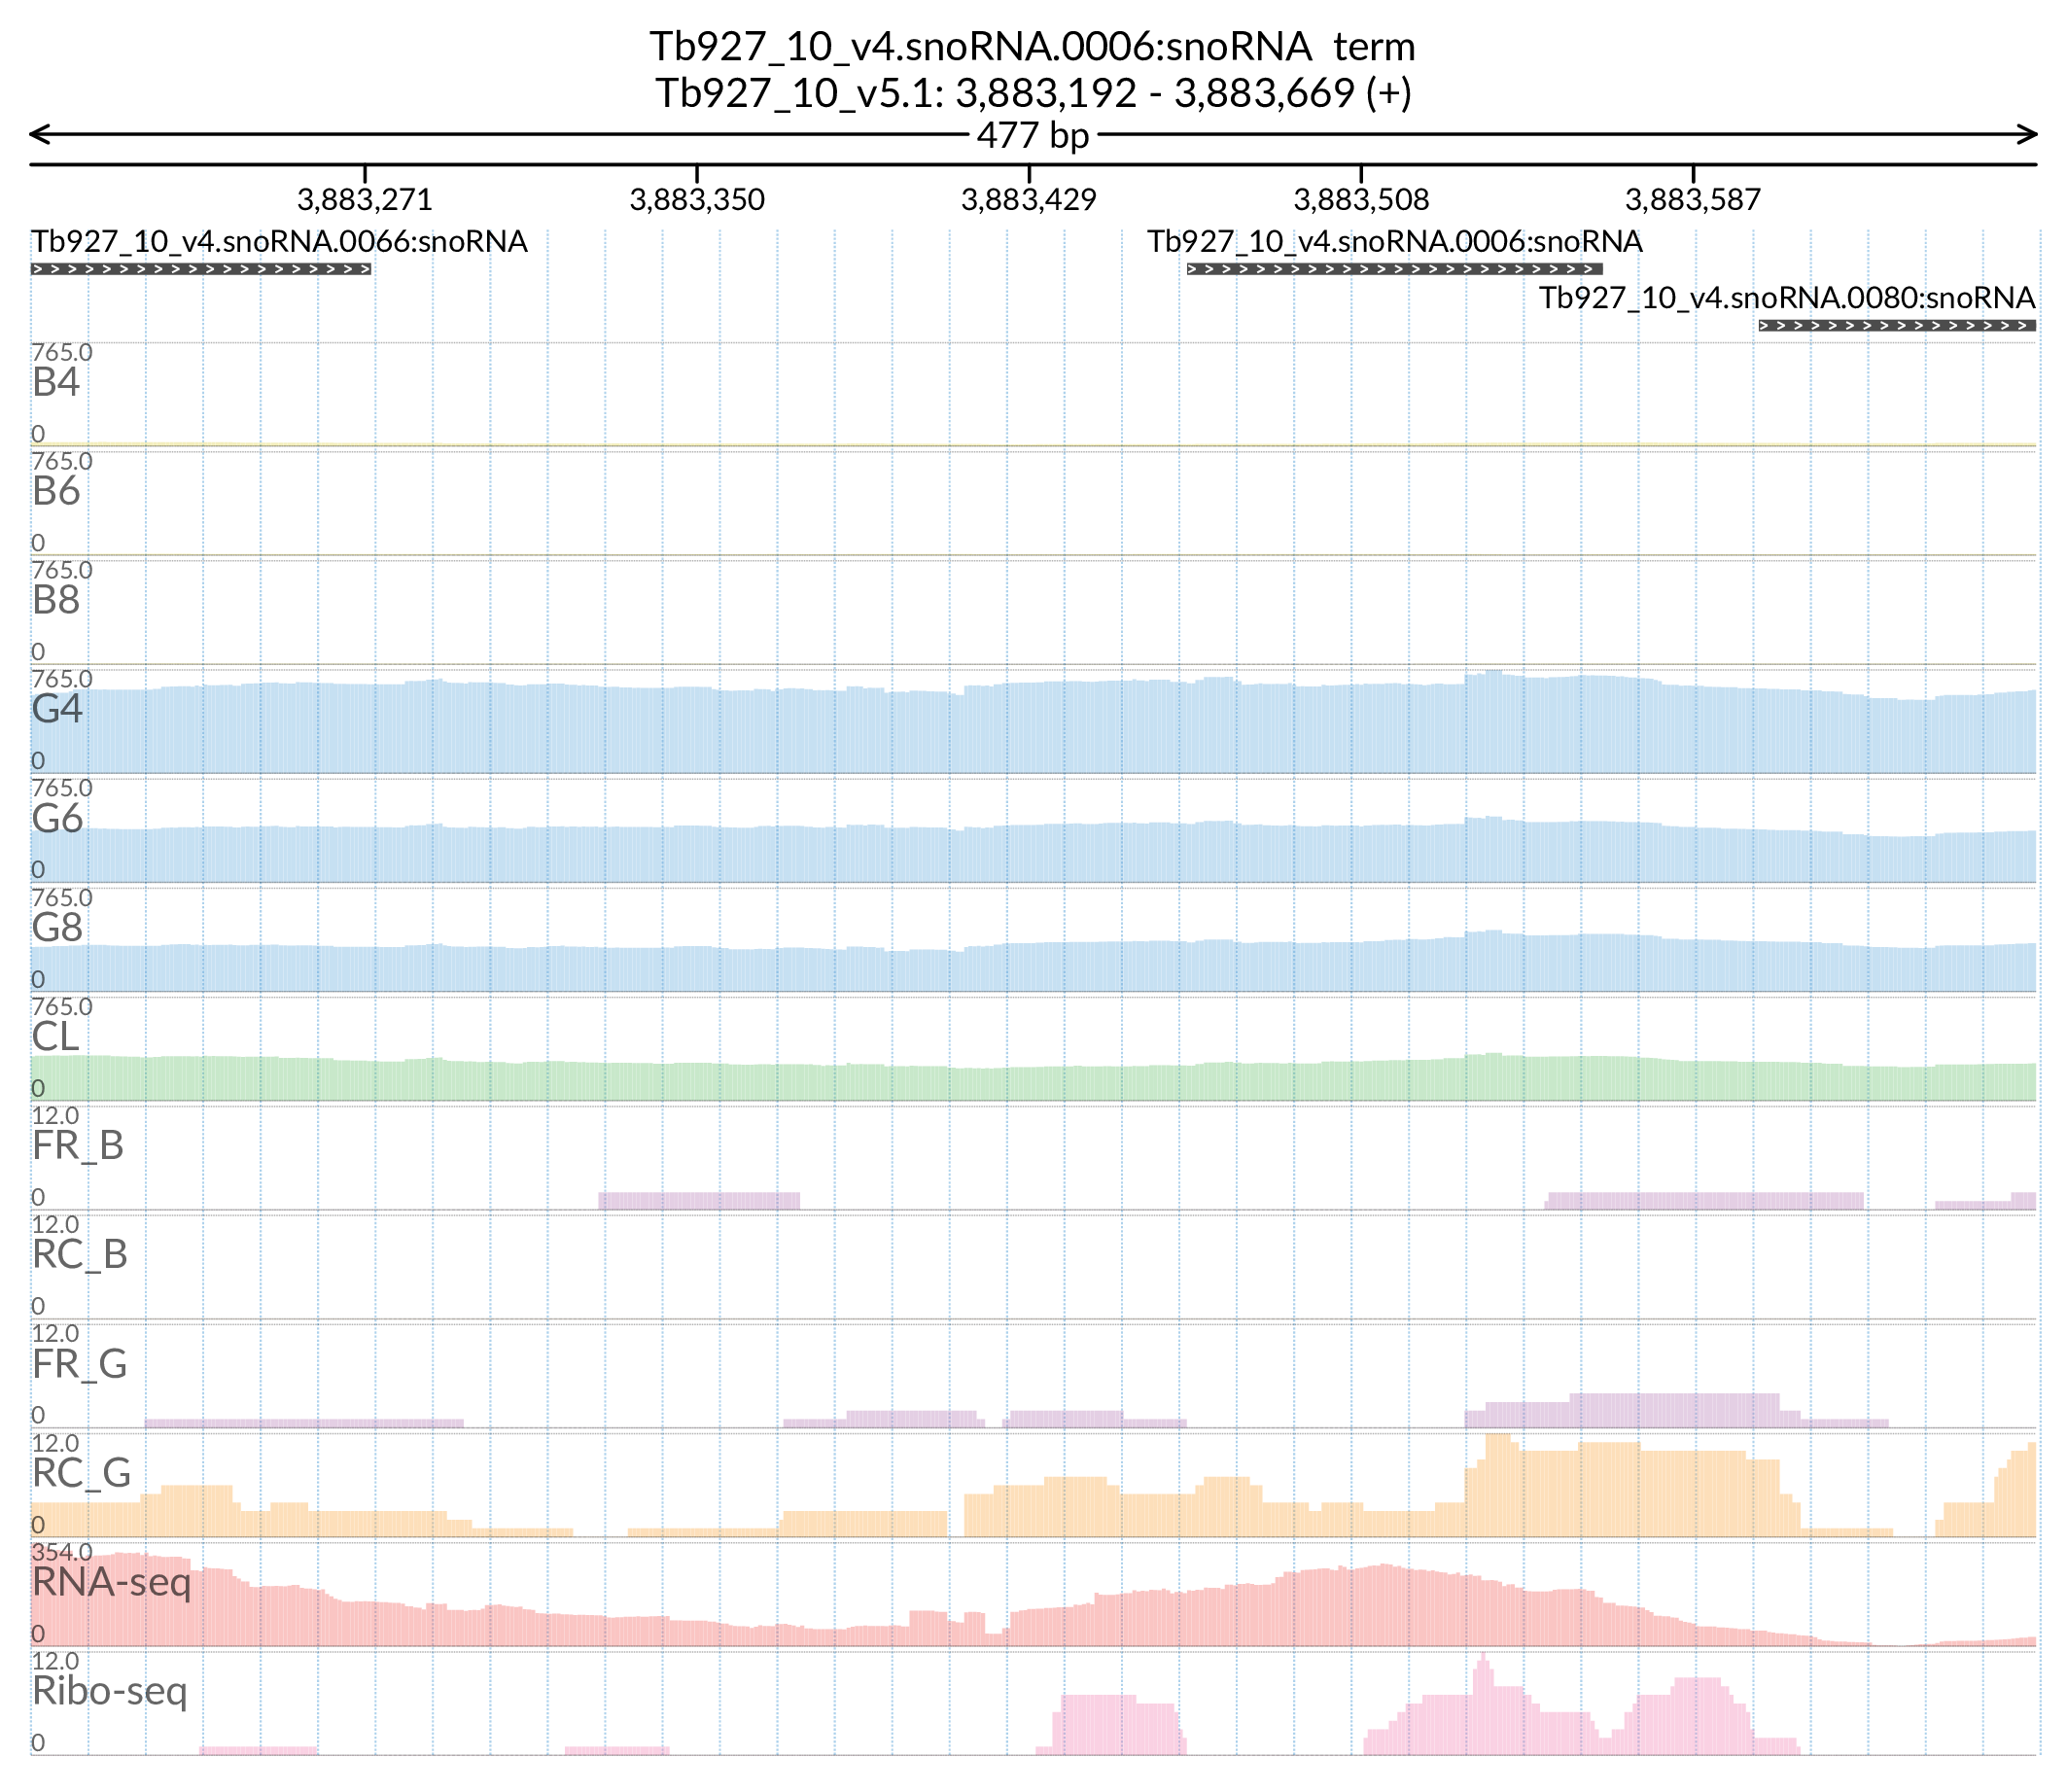 Tb927_10_v4.snoRNA.0006:snoRNA term
Tb927_10_v5.1: 3,883,192 - 3,883,669 (+)
477 bp
3,883,271 3,883,350 3,883,429 3,883,508 3,883,587
Tb927_10_v4.snoRNA.0066:snoRNA Tb927_10_v4.snoRNA.0006:snoRNA
Tb927_10_v4.snoRNA.0080:snoRNA
765.0
B4
0
765.0
B6
0
765.0
B8
0
765.0
G4
0
765.0
G6
0
765.0
G8
0
765.0
CL
0
12.0
FR_B
0
12.0
RC_B
0
12.0
FR_G
0
12.0
RC_G
0
354.0
RNA-seq
0
12.0
Ribo-seq
0